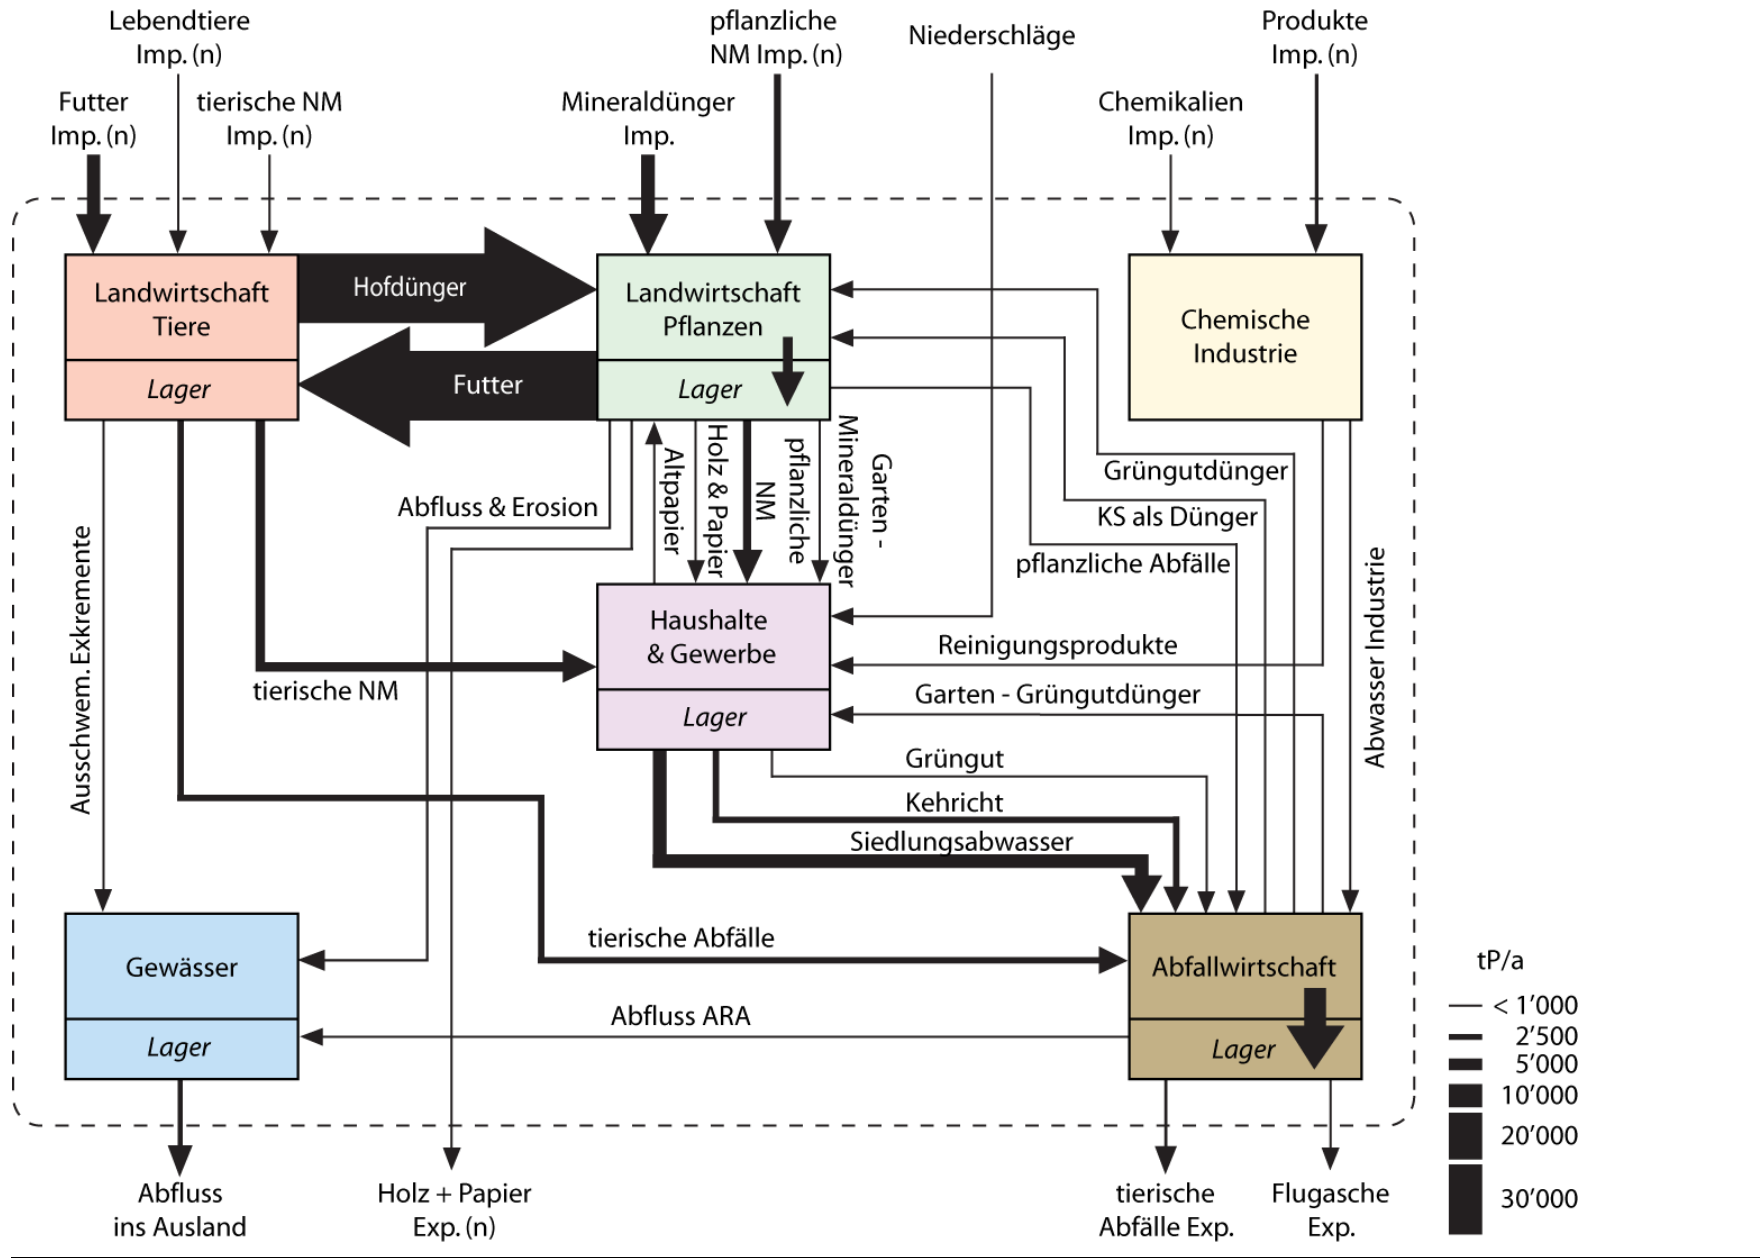 Lebendtiere
Imp. (n)
pflanzliche
NM Imp. (n)
Niederschläge
Produkte
Imp. (n)
Futter
Imp. (n)
tierische NM
Imp. (n)
Mineraldünger
Imp.
Chemikalien
Imp. (n)
Landwirtschaft
Tiere
Lager
Hofdünger
Futter
Landwirtschaft
Pflanzen
Lager
Chemische
Industrie
Abfluss & Erosion
Altpapier
Holz & Papier
pflanzliche
NM
Garten -
Mineraldünger
Grüngutdünger
KS als Dünger
pflanzliche Abfälle
Ausschwem. Exkremente
Abwasser Industrie
Haushalte
& Gewerbe
Lager
Reinigungsprodukte
tierische NM
Garten - Grüngutdünger
Grüngut
Kehricht
Siedlungsabwasser
tierische Abfälle
Gewässer
Lager
Abfluss ARA
Abfallwirtschaft
Lager
tP/a
< 1’000
2’500
5’000
10’000
20’000
30’000
Abfluss
ins Ausland
Holz + Papier
Exp. (n)
tierische
Abfälle Exp.
Flugasche
Exp.